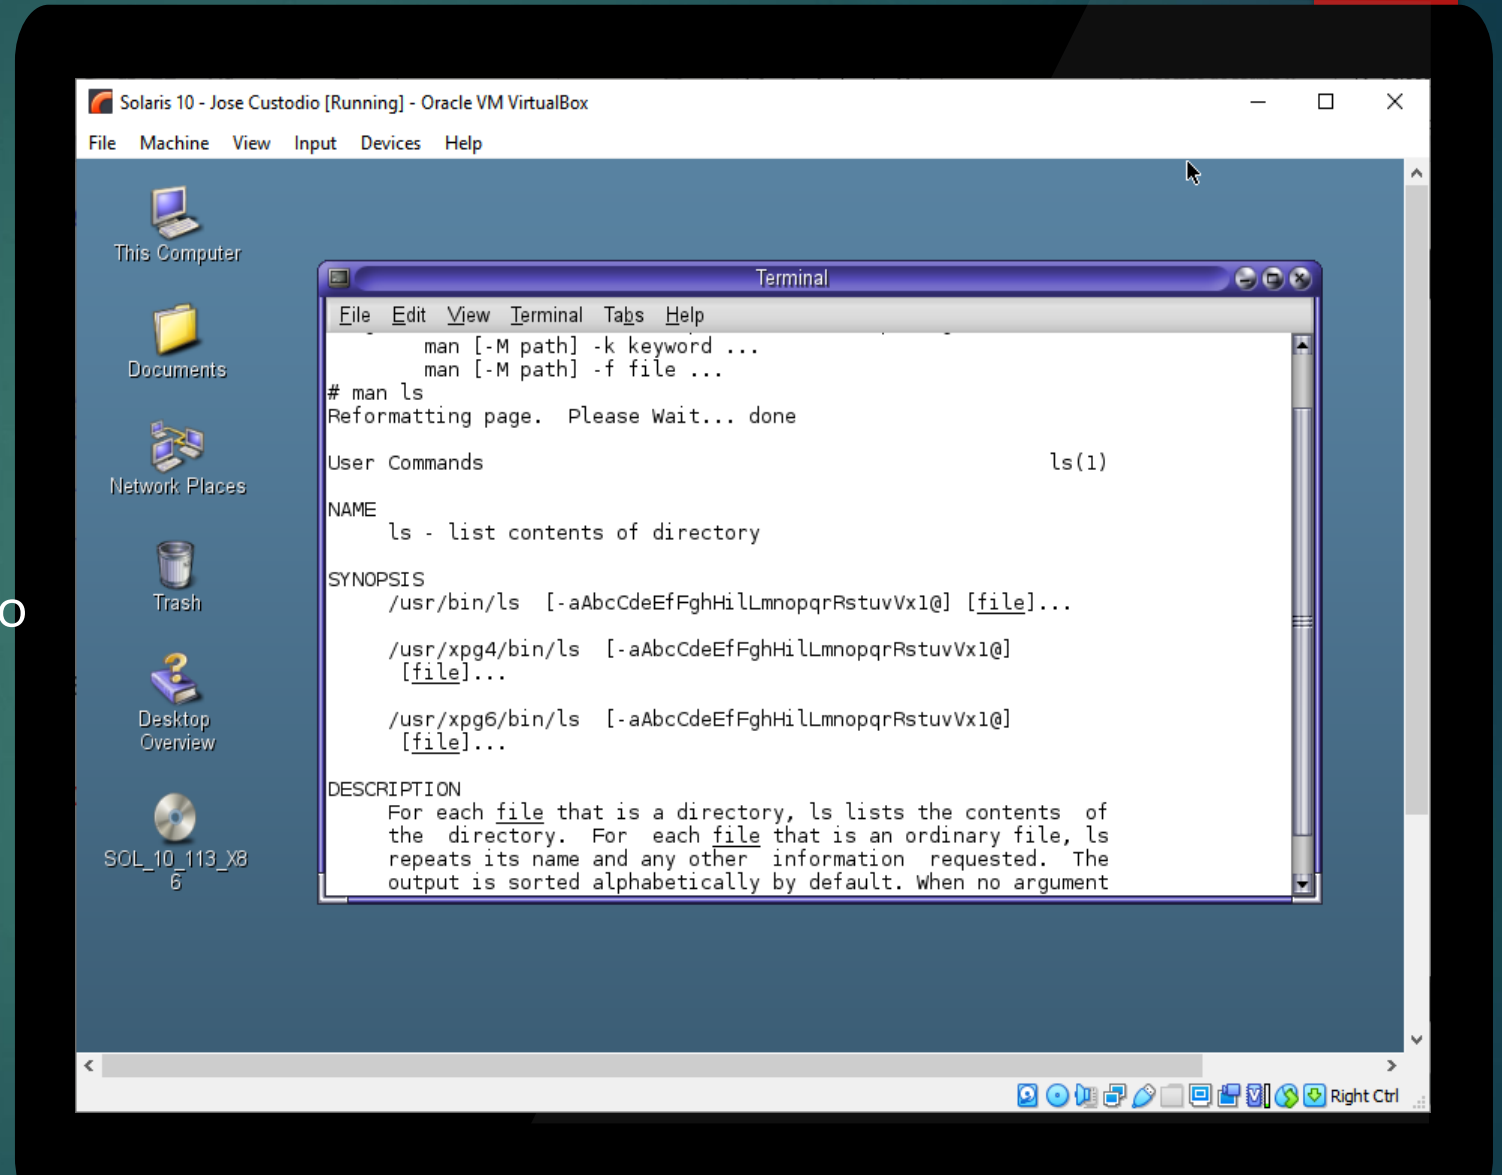 Solaris 10 - Jose Custodio [Running] - Oracle VM VirtualBox
File Machine View Input Devices Help
This Computer
Documents
Network Places
Trash
Desktop
Overview
SOL_10_113_X8
6
Terminal
File Edit View Terminal Tabs Help
man [-M path] -k keyword ...
man [-M path] -f file ...
# man ls
Reformatting page.  Please Wait... done
User Commands ls(1)
NAME
ls - list contents of directory
SYNOPSIS
/usr/bin/ls  [-aAbcCdeEfFghHilLmnopqrRstuvVx1@] [file]...
/usr/xpg4/bin/ls  [-aAbcCdeEfFghHilLmnopqrRstuvVx1@]
[file]...
/usr/xpg6/bin/ls  [-aAbcCdeEfFghHilLmnopqrRstuvVx1@]
[file]...
DESCRIPTION
For each file that is a directory, ls lists the contents  of
the  directory.  For  each file that is an ordinary file, ls
repeats its name and any other  information  requested.  The
output is sorted alphabetically by default. When no argument
Right Ctrl
o